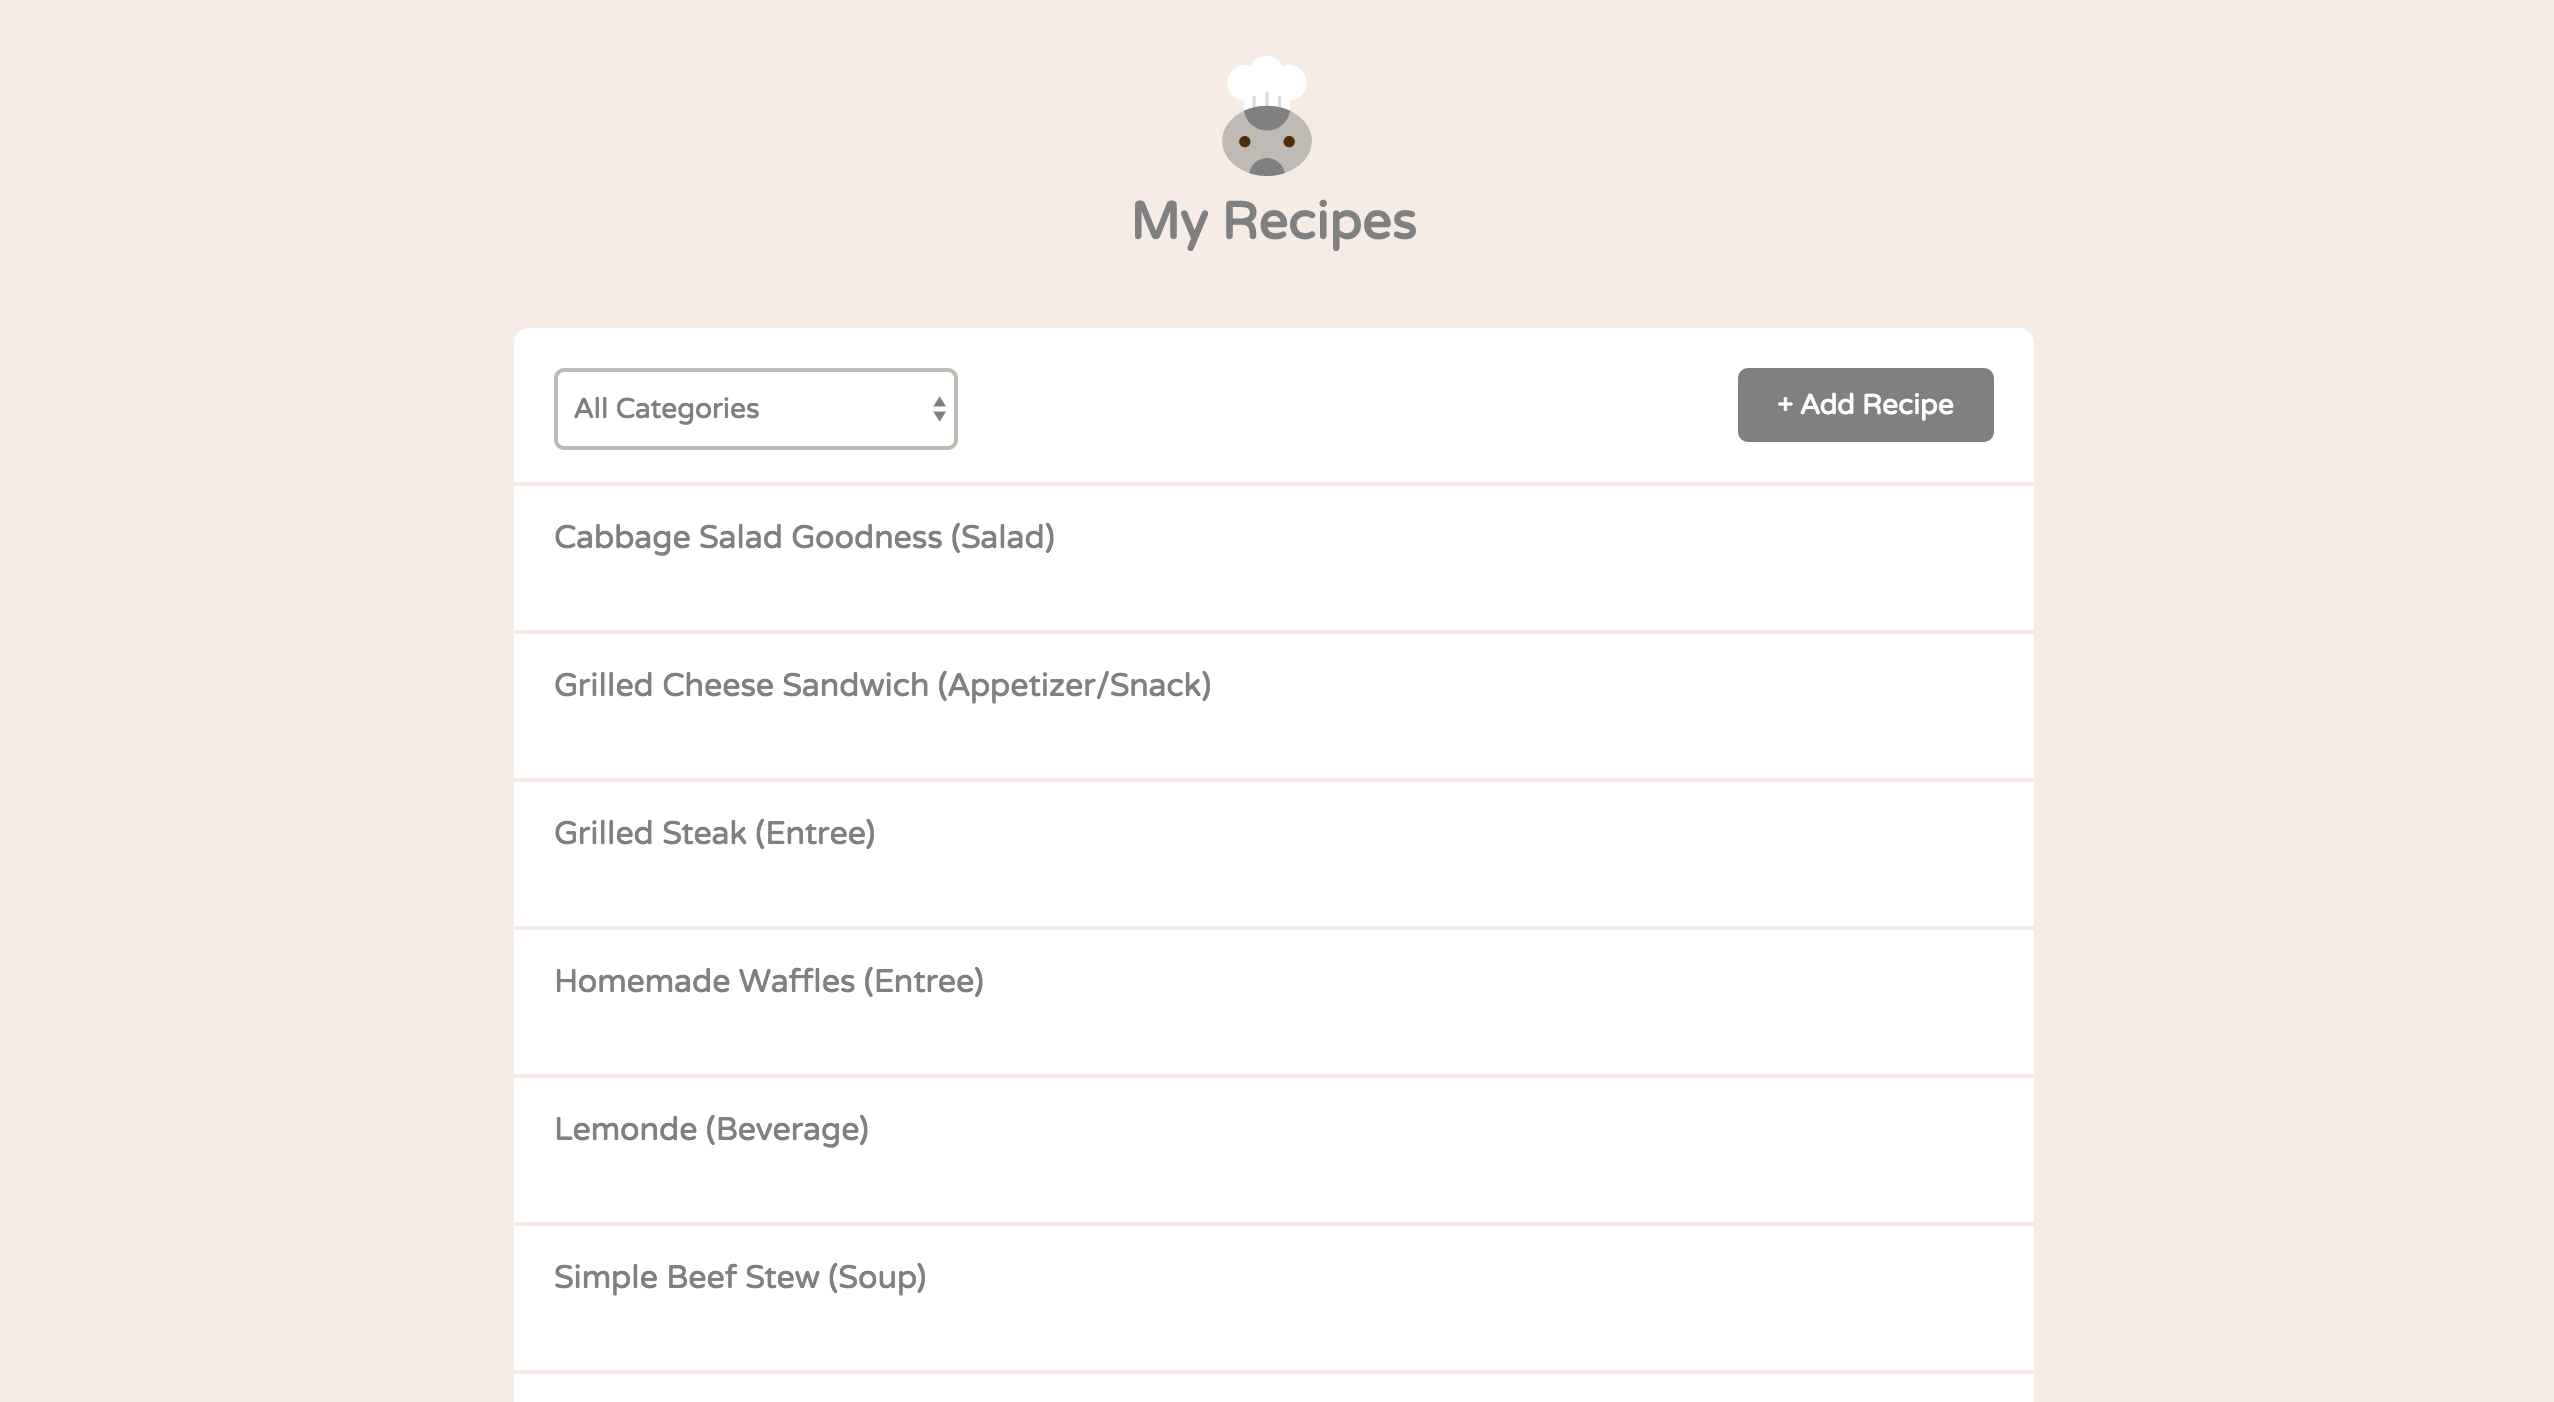 My Recipes
All Categories
+ Add Recipe
Cabbage Salad Goodness (Salad)
Grilled Cheese Sandwich (Appetizer/Snack)
Grilled Steak (Entree)
Homemade Waffles (Entree)
Lemonde (Beverage)
Simple Beef Stew (Soup)